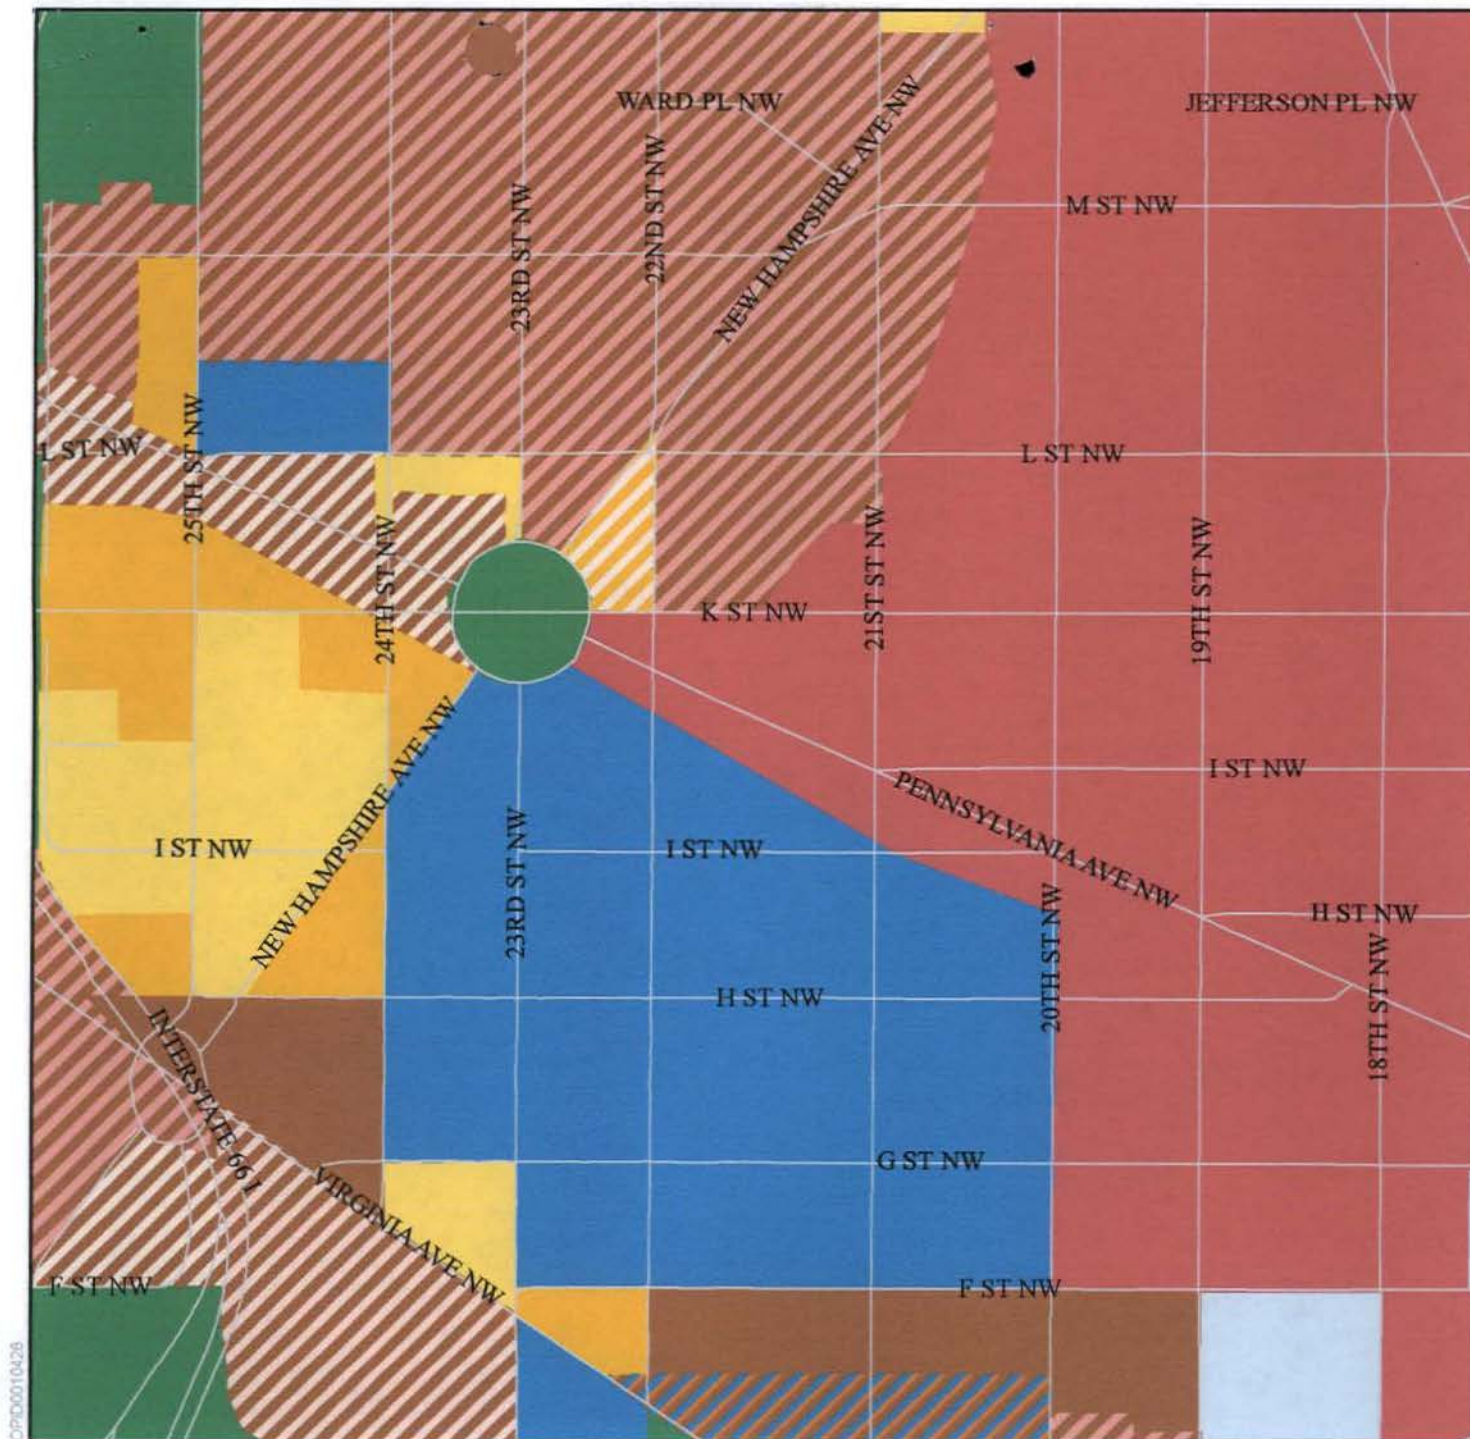 WARD PL NW
JEFFERSON PL NW
NEW HAMPSHIRE AVE NW
22ND ST NW
23RD ST NW
M ST NW
L ST NW
25TH ST NW
L ST NW
24TH ST NW
21ST ST NW
19TH ST NW
K ST NW
NEW HAMPSHIRE AVE NW
I ST NW
PENNSYLVANIA AVE NW
I ST NW
23RD ST NW
I ST NW
20TH ST NW
H ST NW
18TH ST NW
H ST NW
INTERSTATE 66 I
VIRGINIA AVE NW
G ST NW
F ST NW
F ST NW
OPID0010426